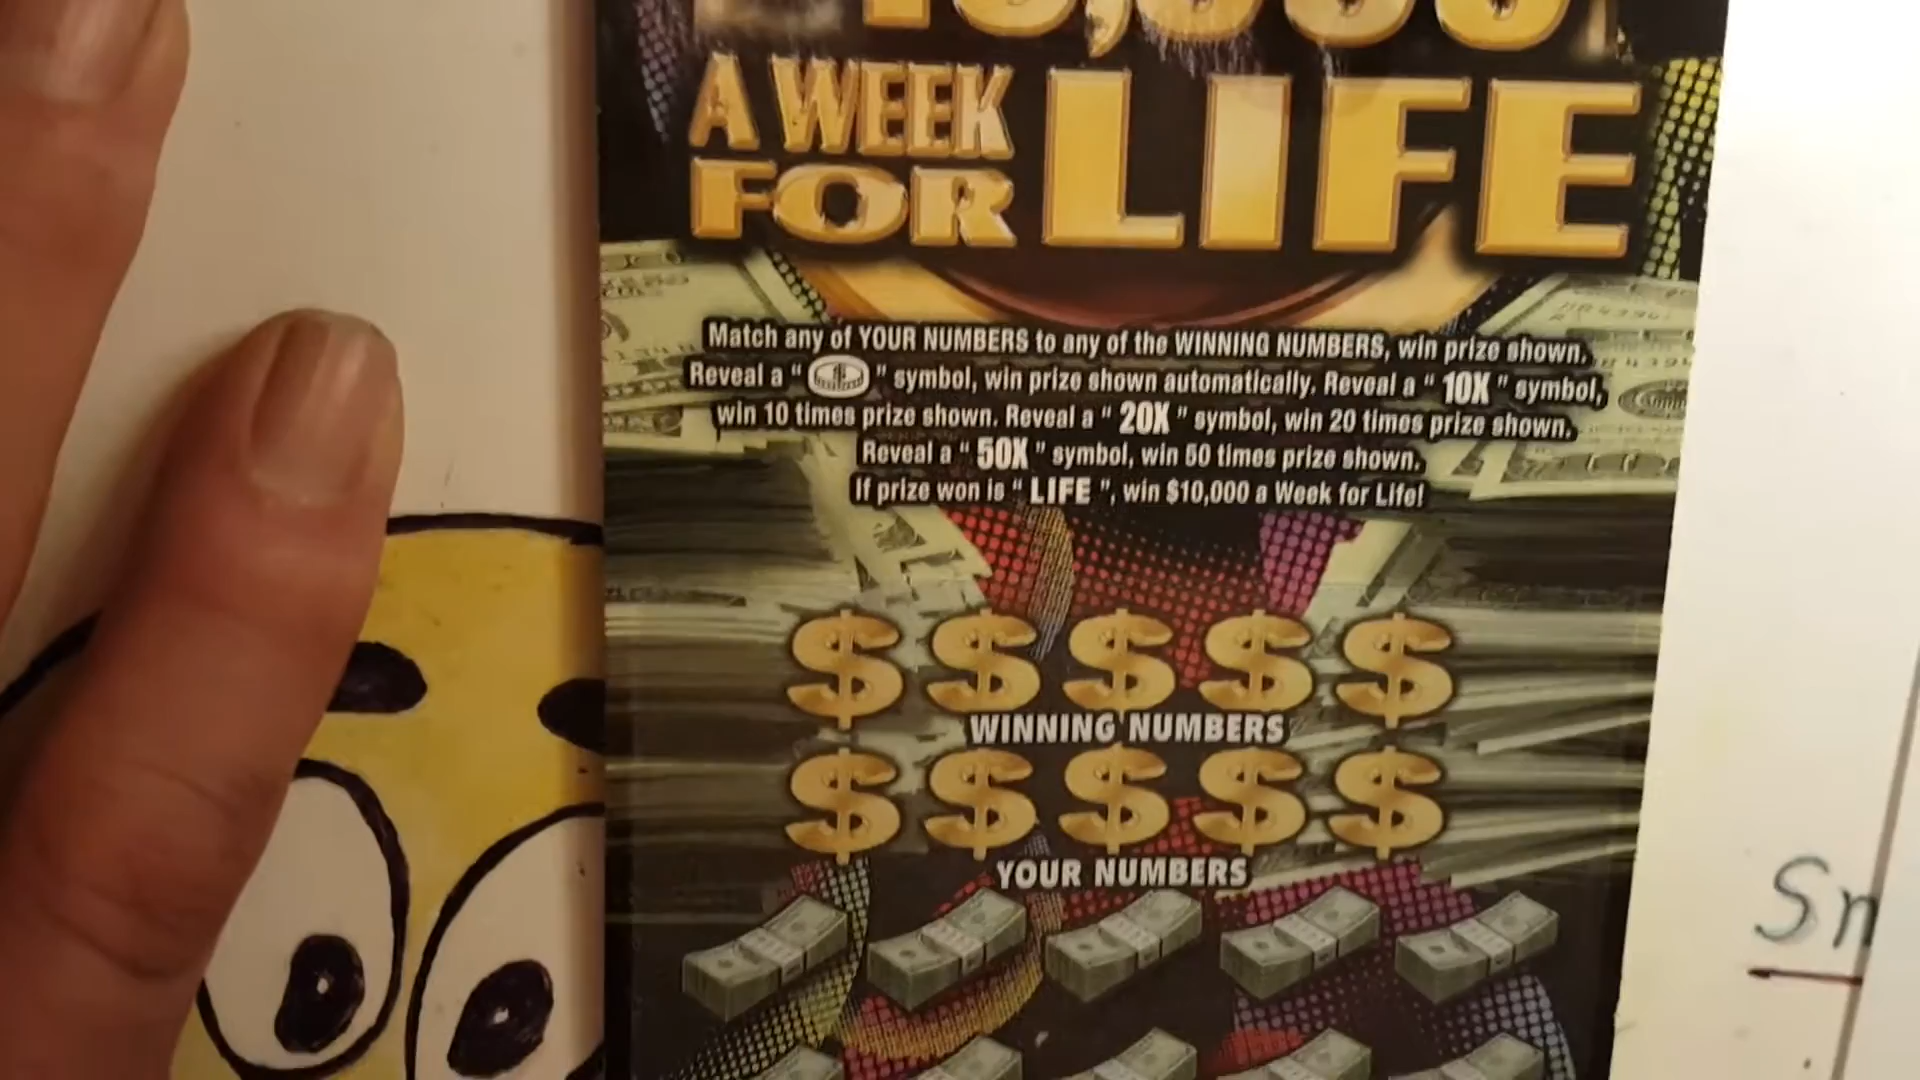 A WEEK
FOR LIFE
Match any of YOUR NUMBERS to any of the WINNING NUMBERS, win prize shown.
Reveal a " " symbol, win prize shown automatically. Reveal a " 10X " symbol,
win 10 times prize shown. Reveal a " 20X " symbol, win 20 times prize shown.
Reveal a " 50X " symbol, win 50 times prize shown.
If prize won is " LIFE ", win $10,000 a Week for Life!
$ $ $ $ $
WINNING NUMBERS
$ $ $ $ $
YOUR NUMBERS